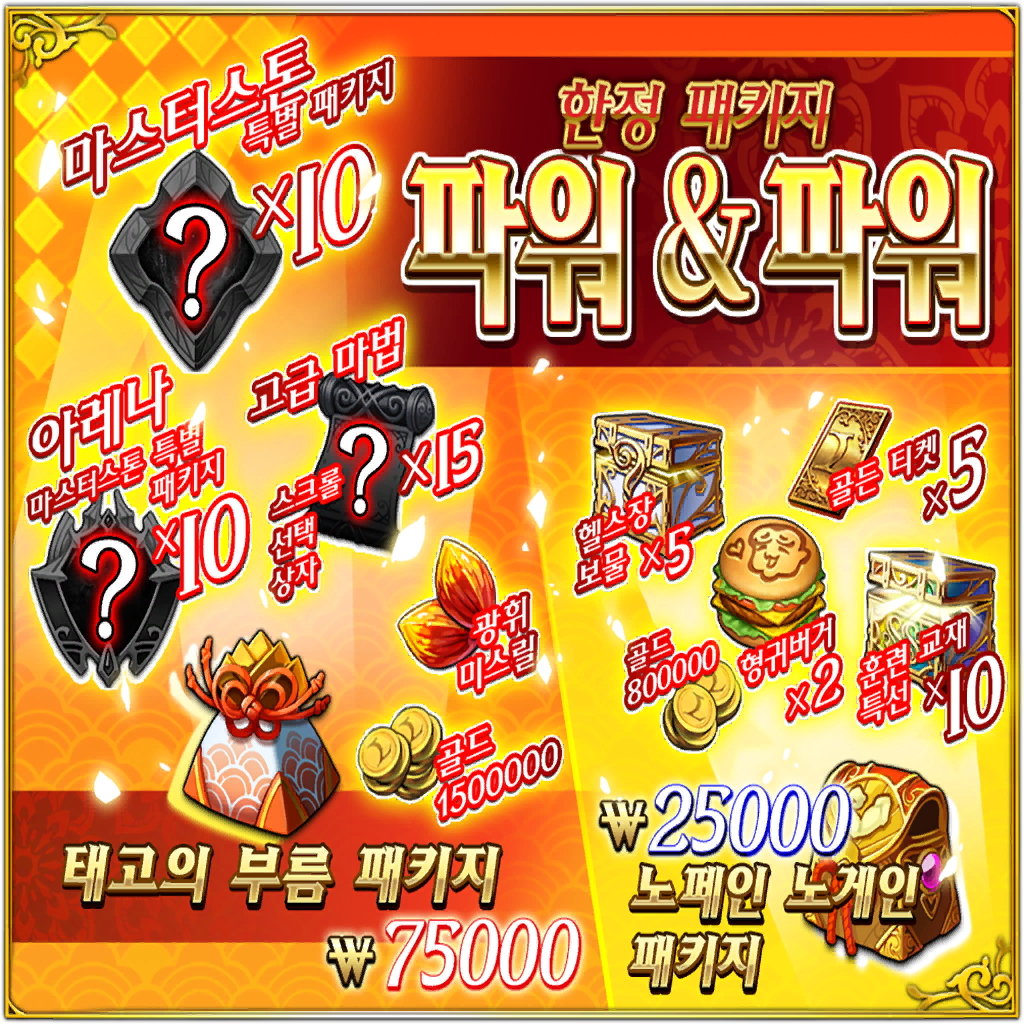 한정 패키지
파워 & 파워
마스터스톤
특별 패키지
×10
?
아레나
마스터스톤 특별
패키지
×10
?
고급 마법
스크롤
선택
상자
×15
?
광휘
미스릴
골드
1500000
태고의 부름 패키지
₩75000
헬스장
보물 ×5
골든 티켓
×5
골드
800000
형귀버거
×2
훈련 교재
특선 ×10
₩25000
노페인 노게인
패키지